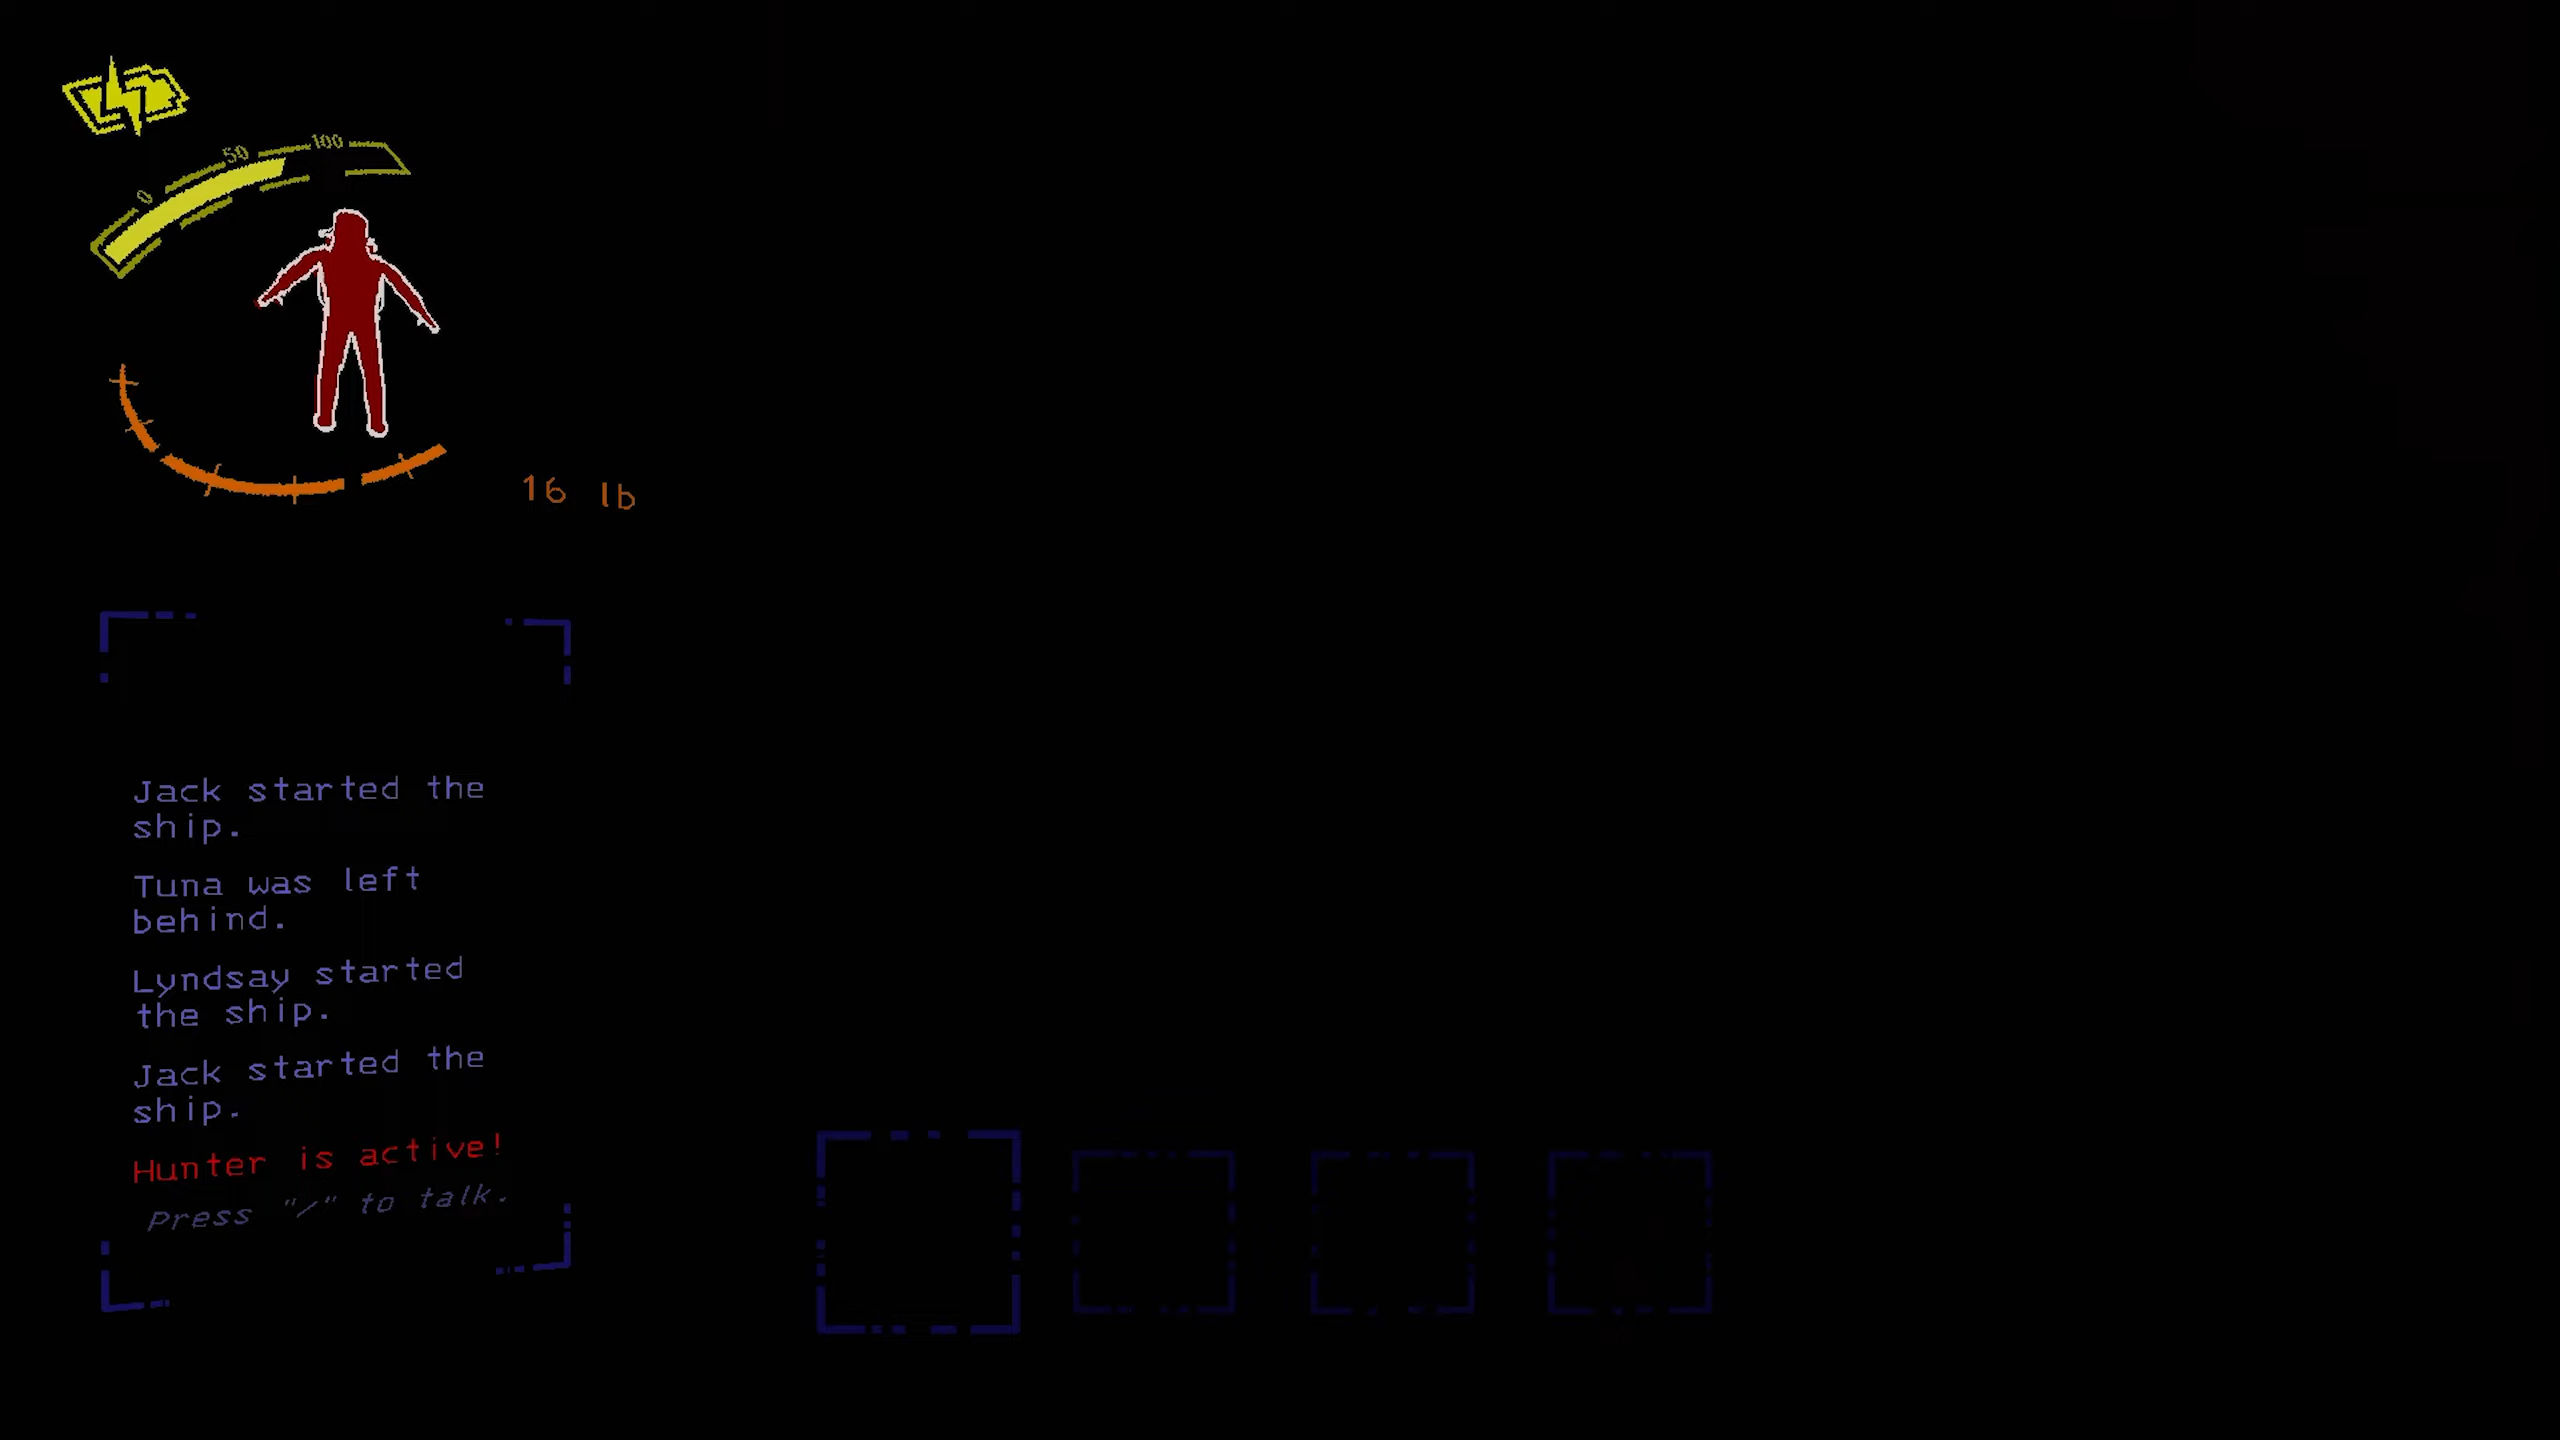 0 50 100
16 lb
Jack started the
ship.
Tuna was left
behind.
Lyndsay started
the ship.
Jack started the
ship.
Hunter is active!
Press "/" to talk.